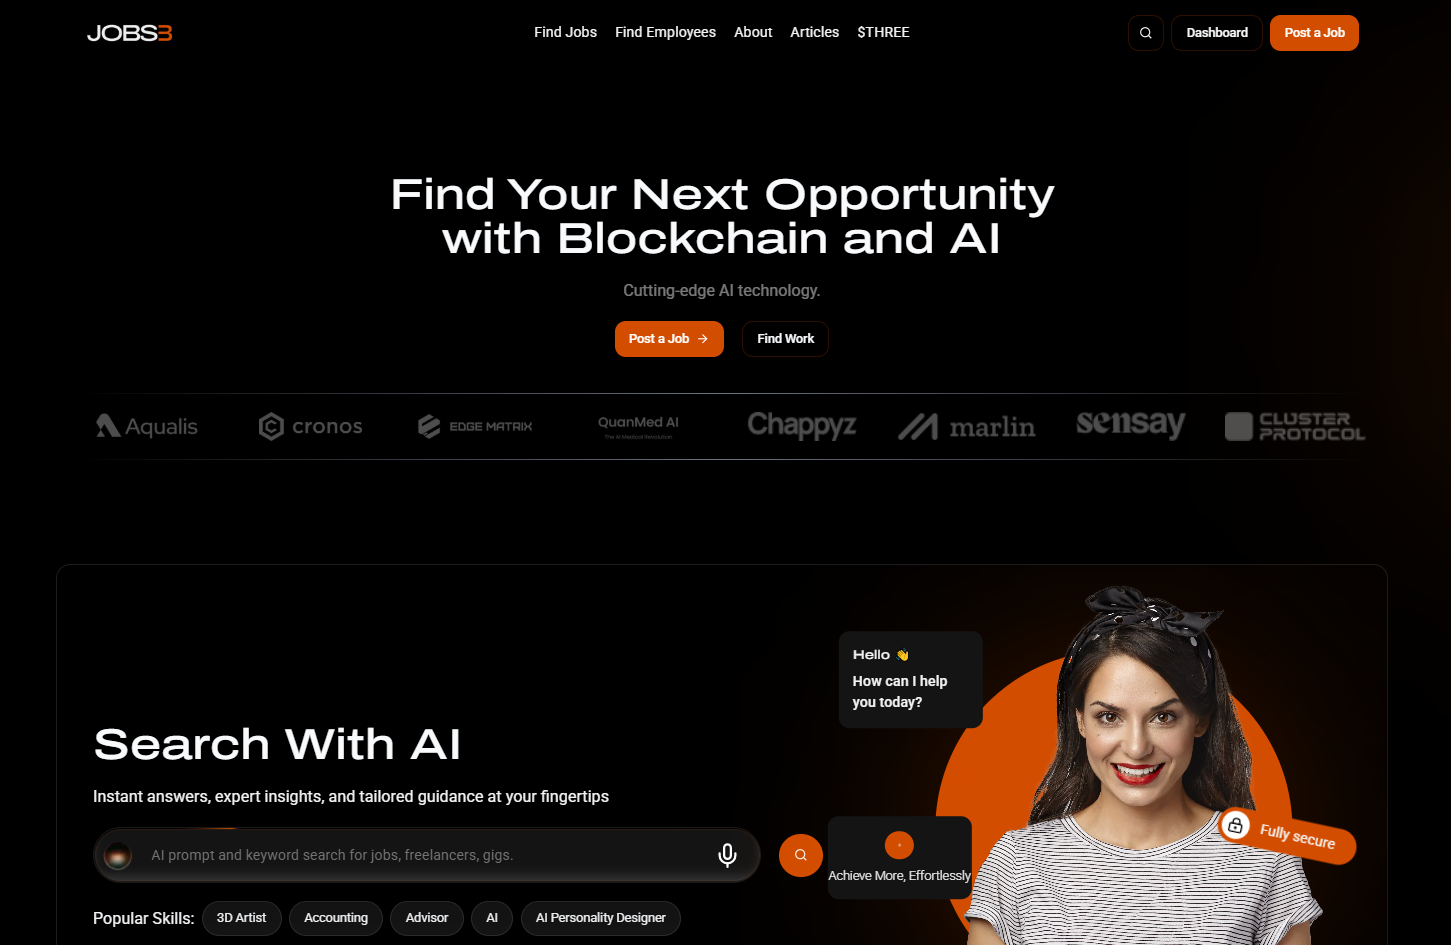 JOBS3
Find Jobs
Find Employees
About
Articles
$THREE
Dashboard
Post a Job
Find Your Next Opportunity
with Blockchain and AI
Cutting-edge AI technology.
Post a Job
Find Work
Aqualis
cronos
EDGE MATRIX
QuanMed AI
The AI Medical Revolution
Chappyz
marlin
sensay
CLUSTER
PROTOCOL
Hello 👋
How can I help
you today?
Search With AI
Instant answers, expert insights, and tailored guidance at your fingertips
AI prompt and keyword search for jobs, freelancers, gigs.
Achieve More, Effortlessly
Fully secure
Popular Skills:
3D Artist
Accounting
Advisor
AI
AI Personality Designer